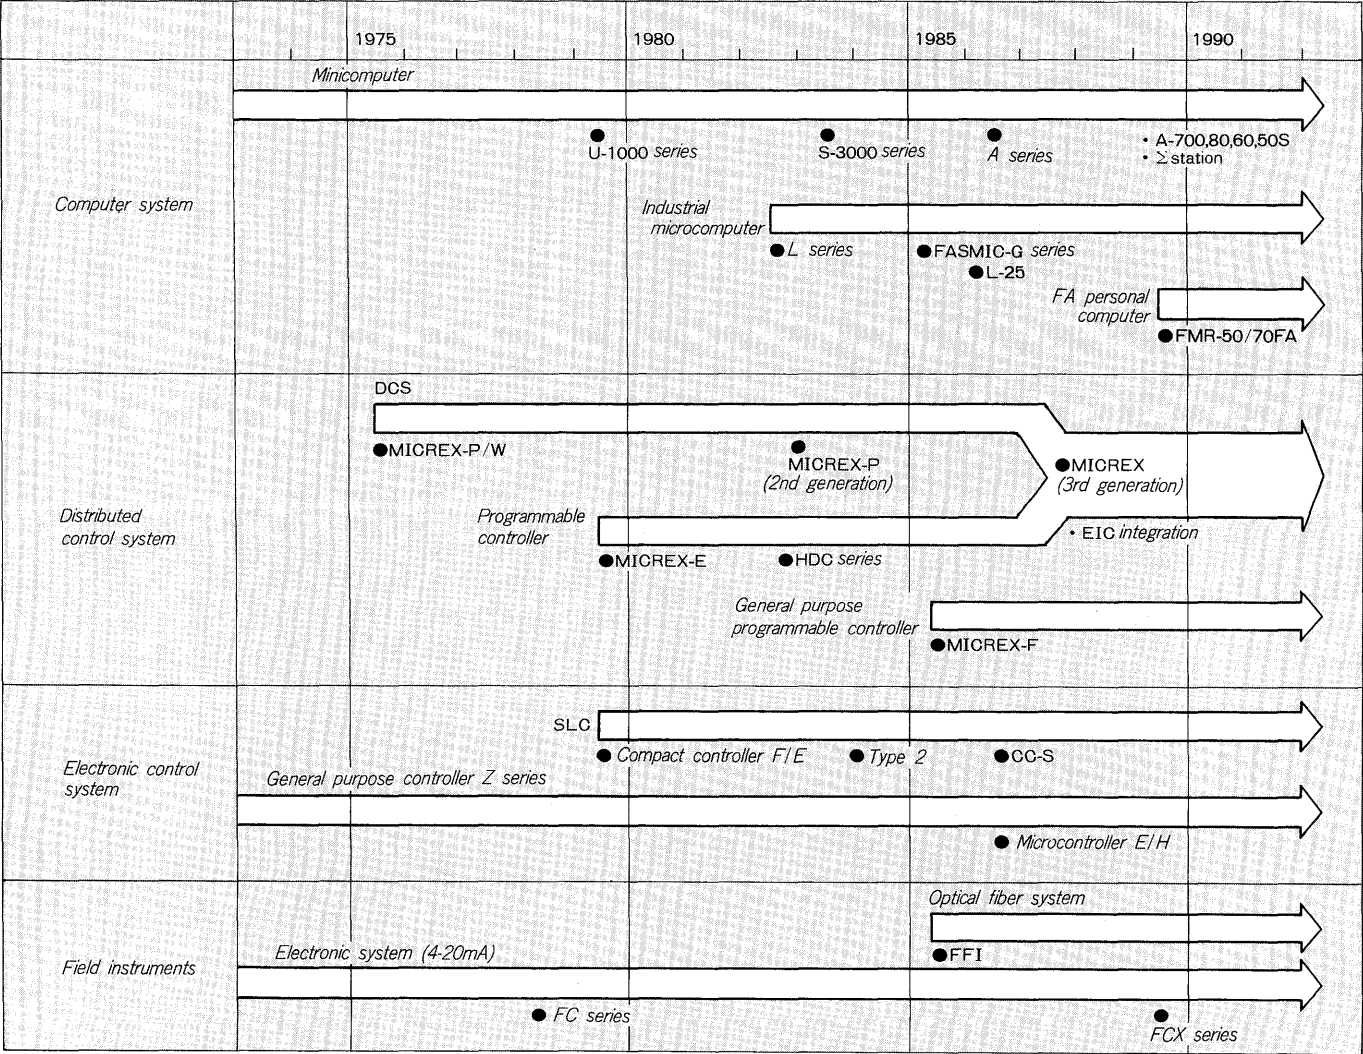 1975 1980 1985 1990
Minicomputer
U-1000 series
S-3000 series
A series
· A-700,80,60,50S
· Σ station
Computer system
Industrial
microcomputer
L series
FASMIC-G series
L-25
FA personal
computer
FMR-50/70FA
DCS
MICREX-P/W
MICREX-P
(2nd generation)
MICREX
(3rd generation)
Distributed
control system
Programmable
controller
· EIC integration
MICREX-E
HDC series
General purpose
programmable controller
MICREX-F
SLC
Compact controller F/E
Type 2
CC-S
Electronic control
system
General purpose controller Z series
Microcontroller E/H
Optical fiber system
FFI
Electronic system (4-20mA)
Field instruments
FC series
FCX series